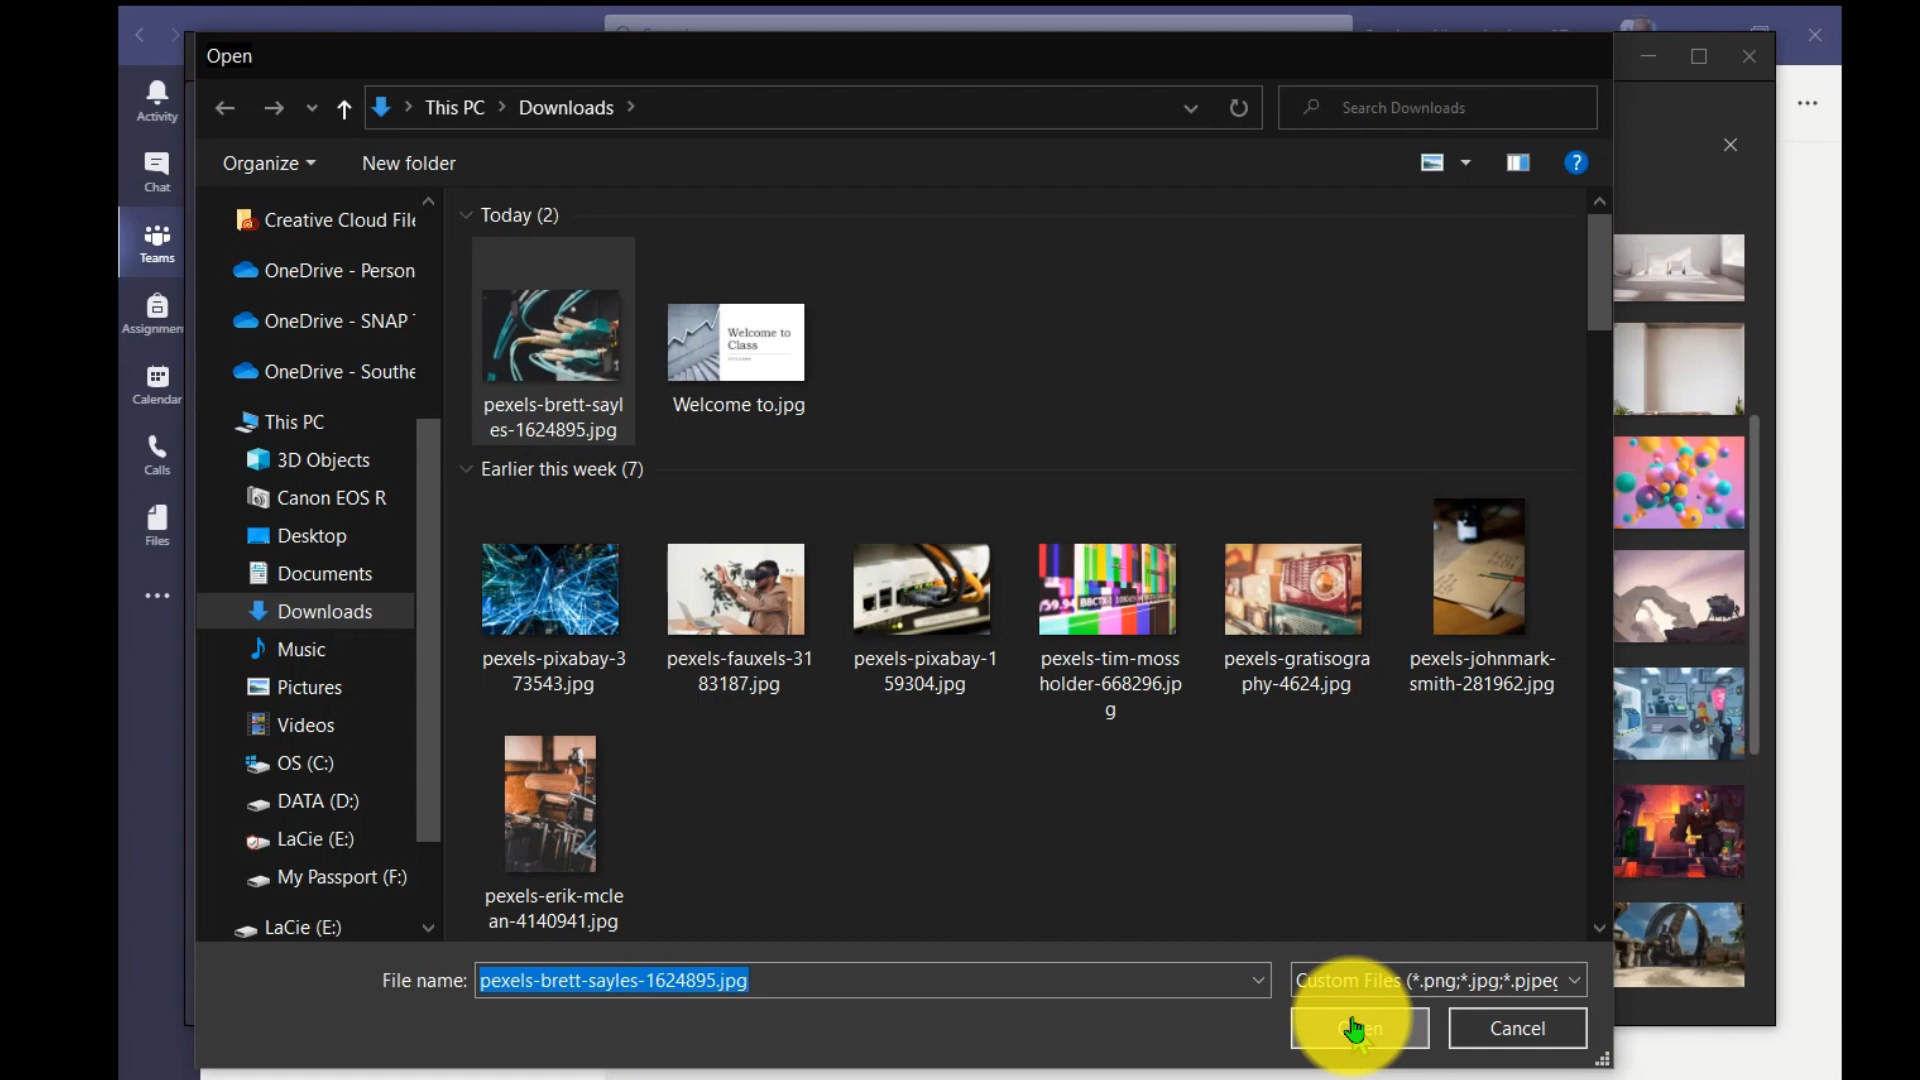 Open
This PC
Downloads
Search Downloads
Organize
New folder
Activity
Chat
Teams
Assignmen
Calendar
Calls
Files
Creative Cloud File
OneDrive - Person
OneDrive - SNAP
OneDrive - Southe
This PC
3D Objects
Canon EOS R
Desktop
Documents
Downloads
Music
Pictures
Videos
OS (C:)
DATA (D:)
LaCie (E:)
My Passport (F:)
LaCie (E:)
Today (2)
Welcome to
Class
pexels-brett-sayl
es-1624895.jpg
Welcome to.jpg
Earlier this week (7)
pexels-pixabay-3
73543.jpg
pexels-fauxels-31
83187.jpg
pexels-pixabay-1
59304.jpg
pexels-tim-moss
holder-668296.jp
g
pexels-gratisogra
phy-4624.jpg
pexels-johnmark-
smith-281962.jpg
pexels-erik-mcle
an-4140941.jpg
File name:
pexels-brett-sayles-1624895.jpg
Custom Files (*.png;*.jpg;*.pjpeg
Open
Cancel